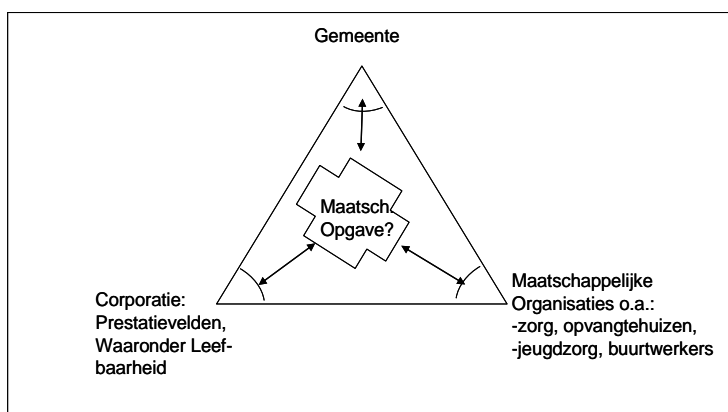 Gemeente
Maatsch.
Opgave?
Corporatie:
Prestatievelden,
Waaronder Leef-
baarheid
Maatschappelijke
Organisaties o.a.:
-zorg, opvangtehuizen,
-jeugdzorg, buurtwerkers